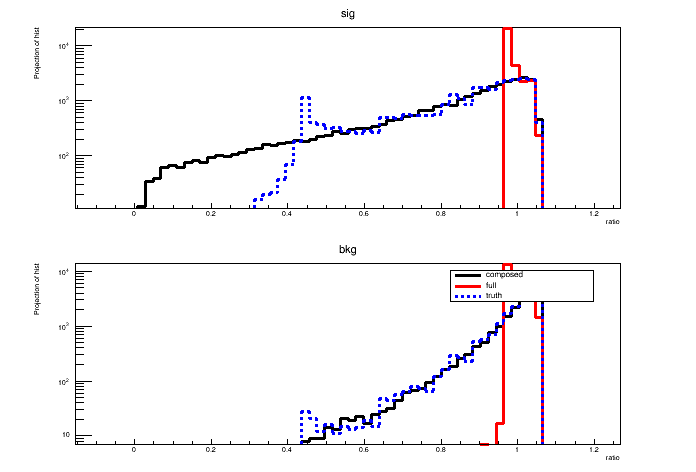 sig
Projection of hist
10⁴
10³
10²
0
0.2
0.4
0.6
0.8
1
1.2
ratio
bkg
Projection of hist
10⁴
10³
10²
10
composed
full
truth
0
0.2
0.4
0.6
0.8
1
1.2
ratio